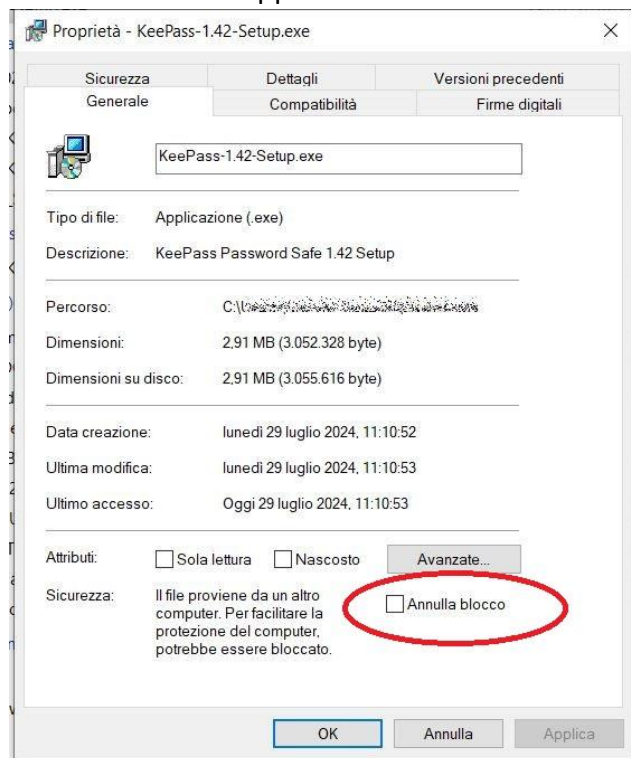 Proprietà - KeePass-1.42-Setup.exe
Sicurezza Dettagli Versioni precedenti
Generale Compatibilità Firme digitali
KeePass-1.42-Setup.exe
Tipo di file: Applicazione (.exe)
Descrizione: KeePass Password Safe 1.42 Setup
Percorso: C:\
Dimensioni: 2,91 MB (3.052.328 byte)
Dimensioni su disco: 2,91 MB (3.055.616 byte)
Data creazione: lunedì 29 luglio 2024, 11:10:52
Ultima modifica: lunedì 29 luglio 2024, 11:10:53
Ultimo accesso: Oggi 29 luglio 2024, 11:10:53
Attributi: Sola lettura Nascosto Avanzate...
Sicurezza: Il file proviene da un altro Annulla blocco
computer. Per facilitare la
protezione del computer,
potrebbe essere bloccato.
OK Annulla Applica